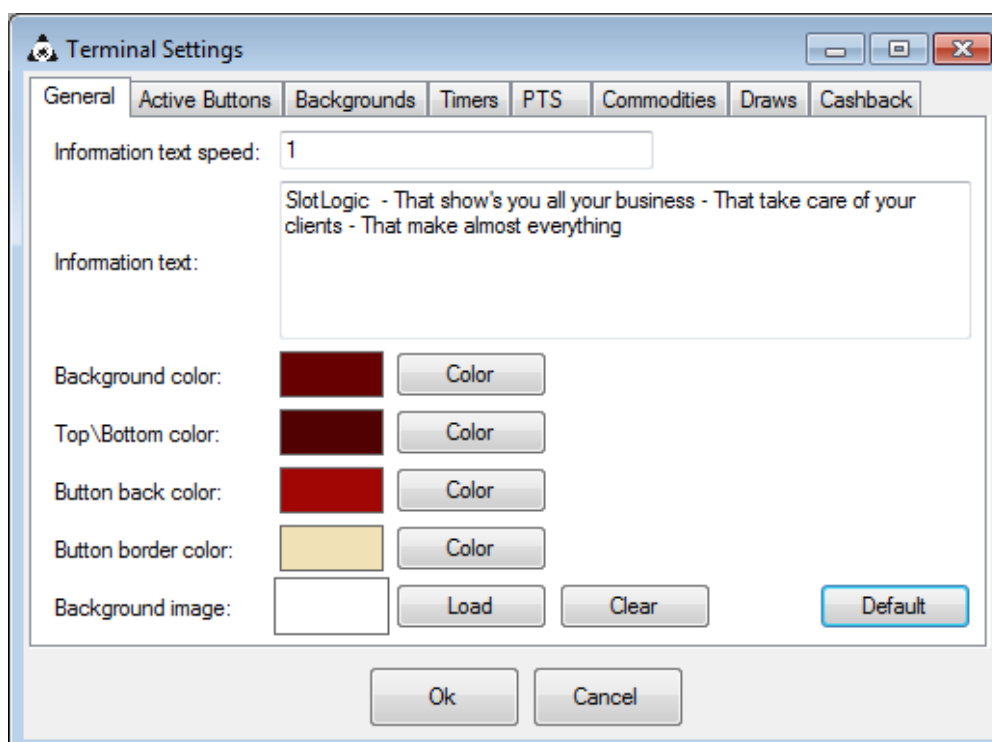 Terminal Settings
General Active Buttons Backgrounds Timers PTS Commodities Draws Cashback
Information text speed: 1
SlotLogic  - That show's you all your business - That take care of your
clients - That make almost everything
Information text:
Background color: Color
Top\Bottom color: Color
Button back color: Color
Button border color: Color
Background image: Load Clear Default
Ok Cancel